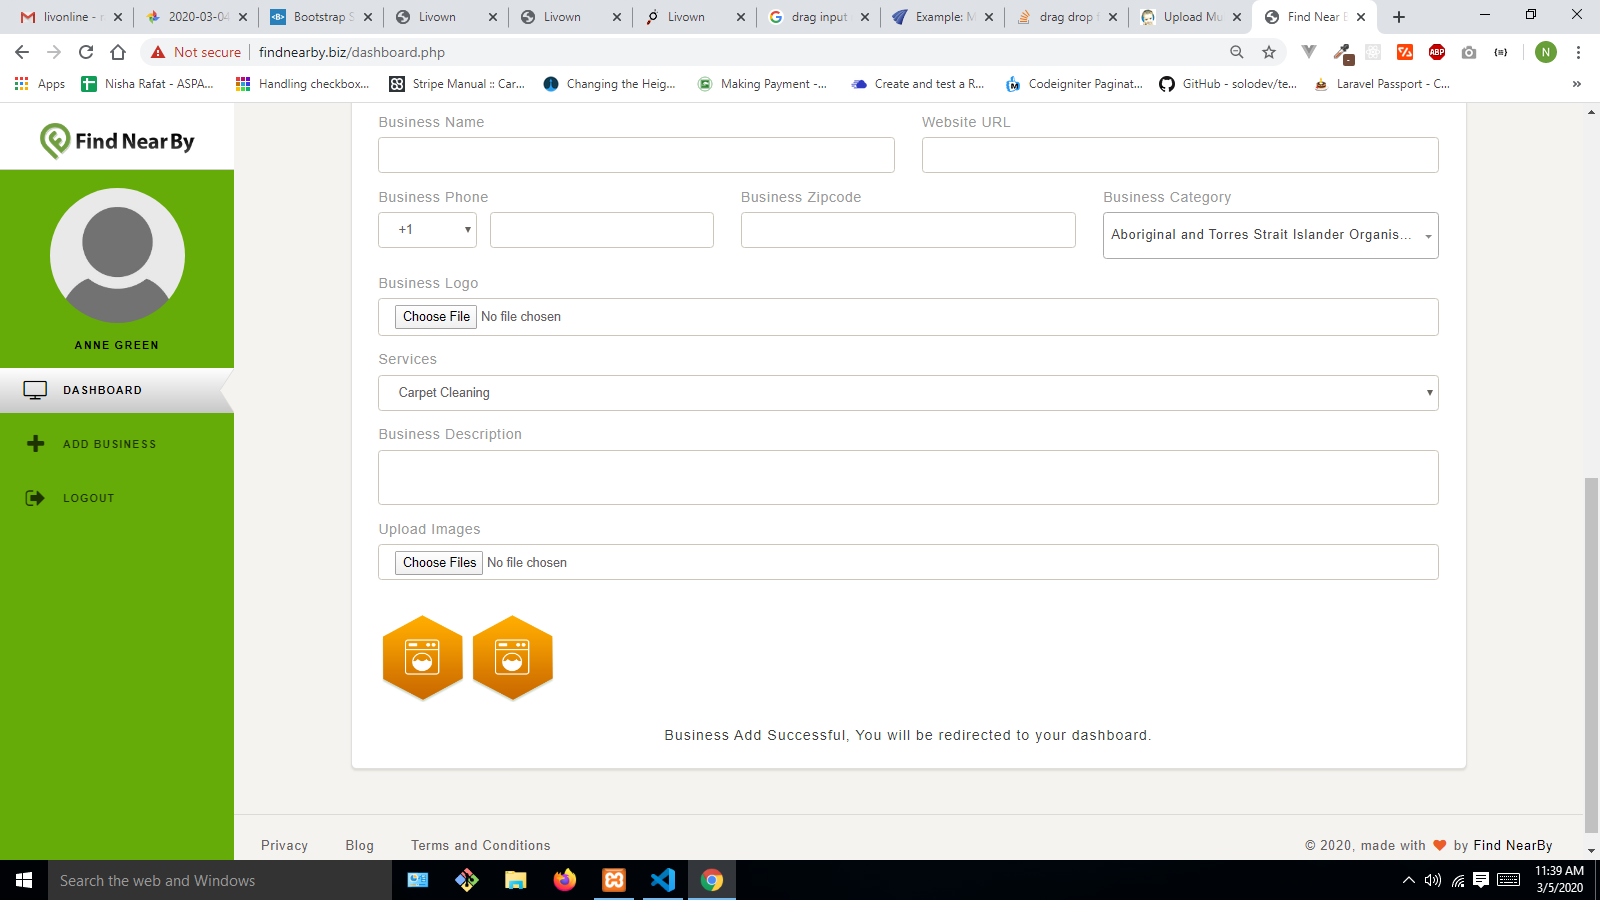 livonline - r
2020-03-04
Bootstrap S
Livown
Livown
Livown
drag input
Example: M
drag drop f
Upload Mu
Find Near B
Not secure
findnearby.biz/dashboard.php
N
Apps
Nisha Rafat - ASPA...
Handling checkbox...
Stripe Manual :: Car...
Changing the Heig...
Making Payment -...
Create and test a R...
Codeigniter Paginat...
GitHub - solodev/te...
Laravel Passport - C...
»
Find Near By
ANNE GREEN
DASHBOARD
ADD BUSINESS
LOGOUT
Business Name
Website URL
Business Phone
Business Zipcode
Business Category
+1
Aboriginal and Torres Strait Islander Organis...
Business Logo
Choose File No file chosen
Services
Carpet Cleaning
Business Description
Upload Images
Choose Files No file chosen
Business Add Successful, You will be redirected to your dashboard.
Privacy
Blog
Terms and Conditions
© 2020, made with ♥ by Find NearBy
Search the web and Windows
11:39 AM
3/5/2020